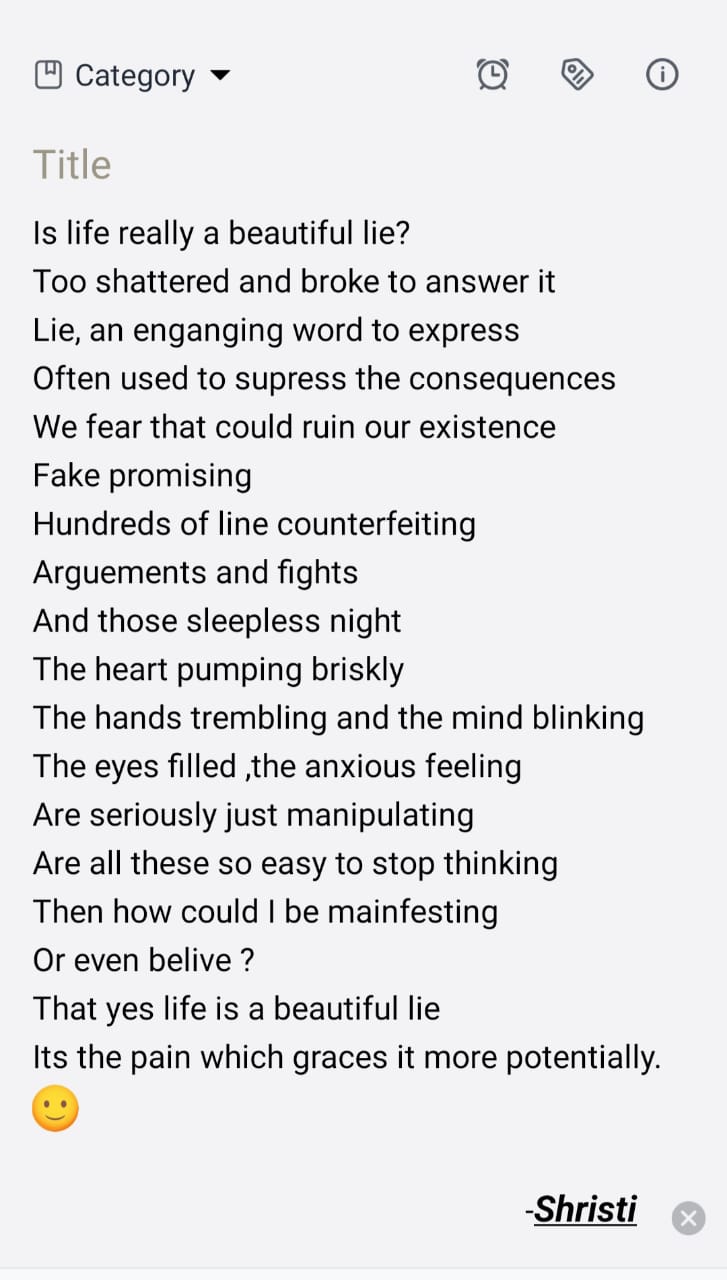 Category
Title
Is life really a beautiful lie?
Too shattered and broke to answer it
Lie, an enganging word to express
Often used to supress the consequences
We fear that could ruin our existence
Fake promising
Hundreds of line counterfeiting
Arguements and fights
And those sleepless night
The heart pumping briskly
The hands trembling and the mind blinking
The eyes filled ,the anxious feeling
Are seriously just manipulating
Are all these so easy to stop thinking
Then how could I be mainfesting
Or even belive ?
That yes life is a beautiful lie
Its the pain which graces it more potentially.
🙂
-Shristi